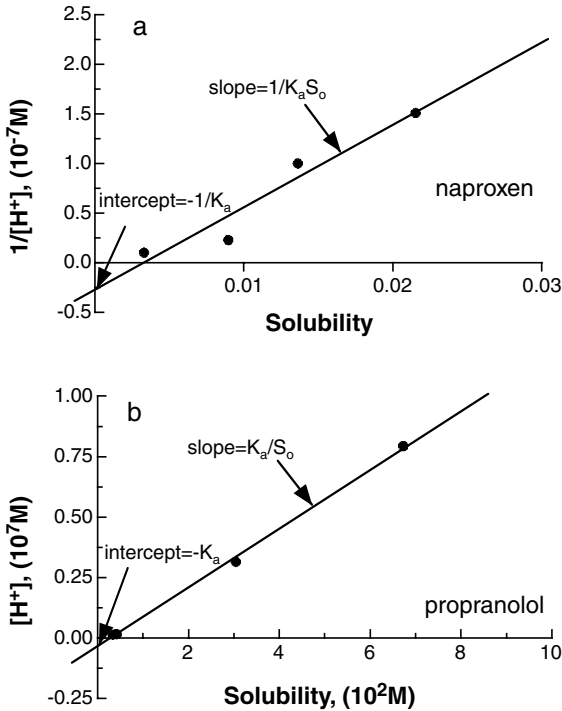 a
2.5
2.0
1.5
1.0
0.5
0.0
-0.5
1/[H⁺], (10⁻⁷M)
slope=1/KₐSₒ
intercept=-1/Kₐ
naproxen
0.01
0.02
0.03
Solubility
b
1.00
0.75
0.50
0.25
0.00
-0.25
[H⁺], (10⁷M)
slope=Kₐ/Sₒ
intercept=-Kₐ
propranolol
2
4
6
8
10
Solubility, (10²M)